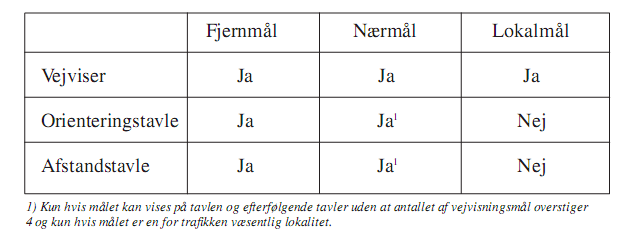 Fjernmål Nærmål Lokalmål
Vejviser Ja Ja Ja
Orienteringstavle Ja Ja¹ Nej
Afstandstavle Ja Ja¹ Nej
1) Kun hvis målet kan vises på tavlen og efterfølgende tavler uden at antallet af vejvisningsmål overstiger
4 og kun hvis målet er en for trafikken væsentlig lokalitet.